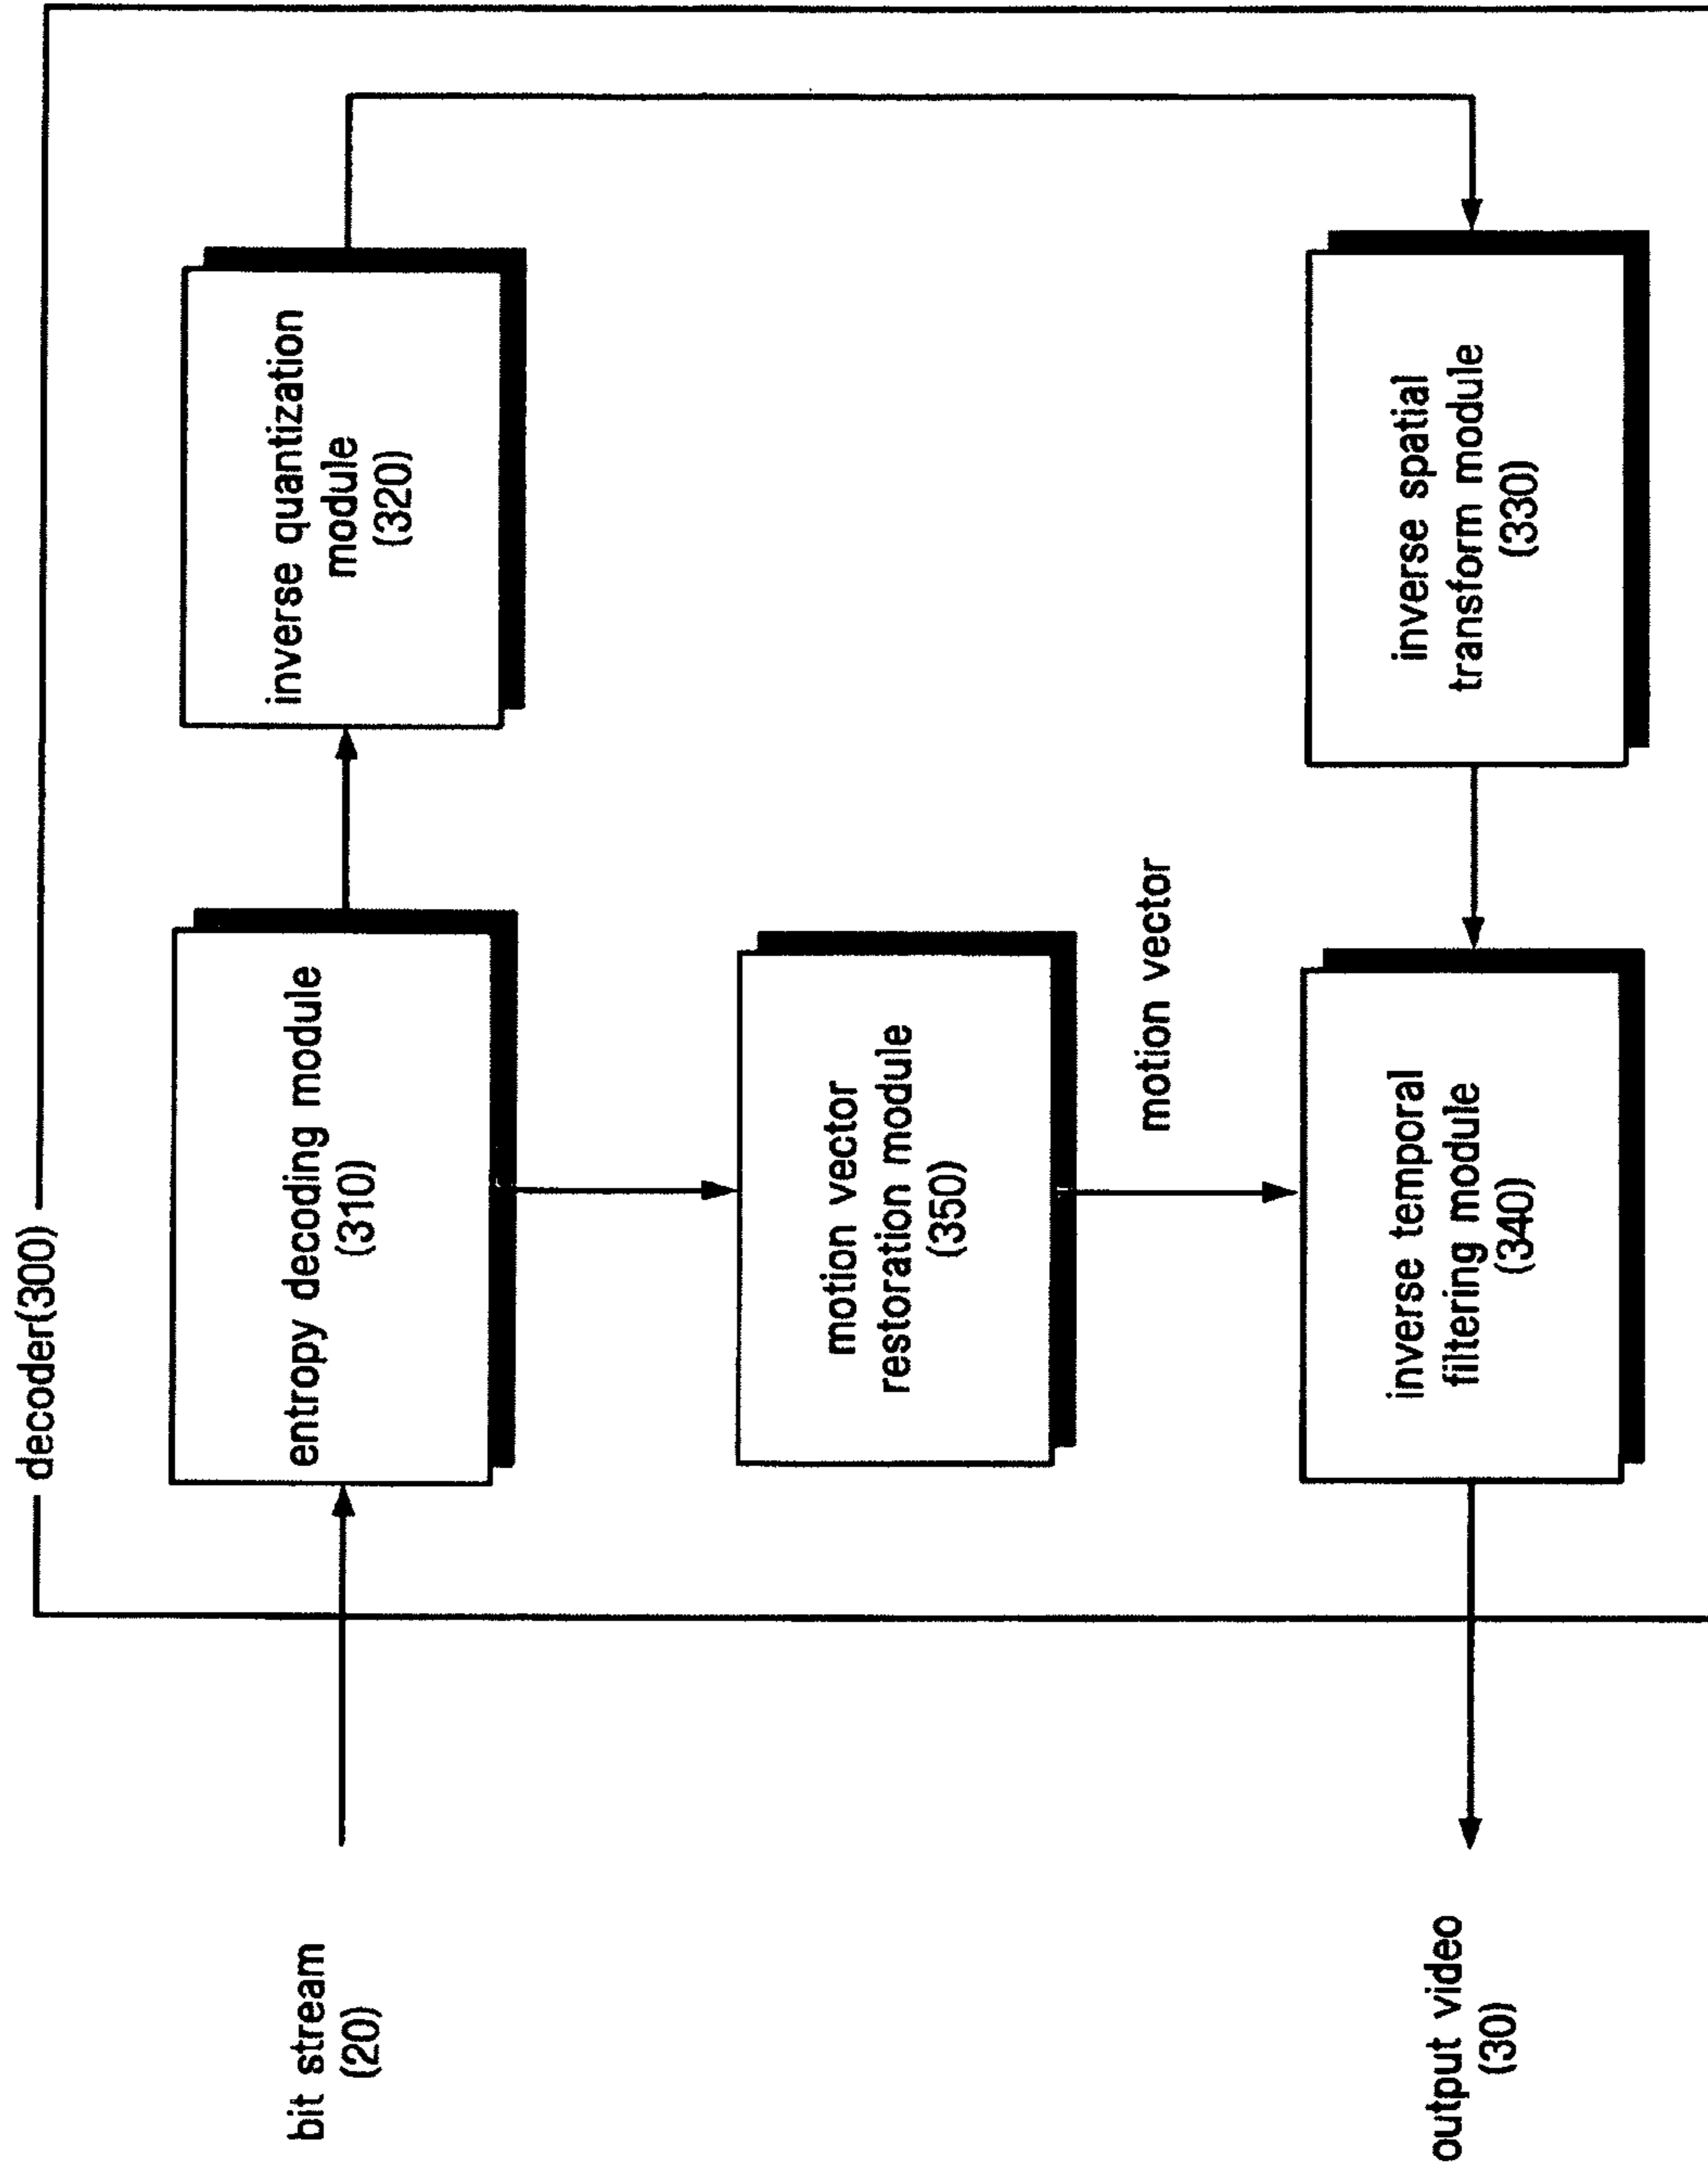 decoder(300)
bit stream
(20)
entropy decoding module
(310)
inverse quantization
module
(320)
motion vector
restoration module
(350)
motion vector
output video
(30)
inverse temporal
filtering module
(340)
inverse spatial
transform module
(330)